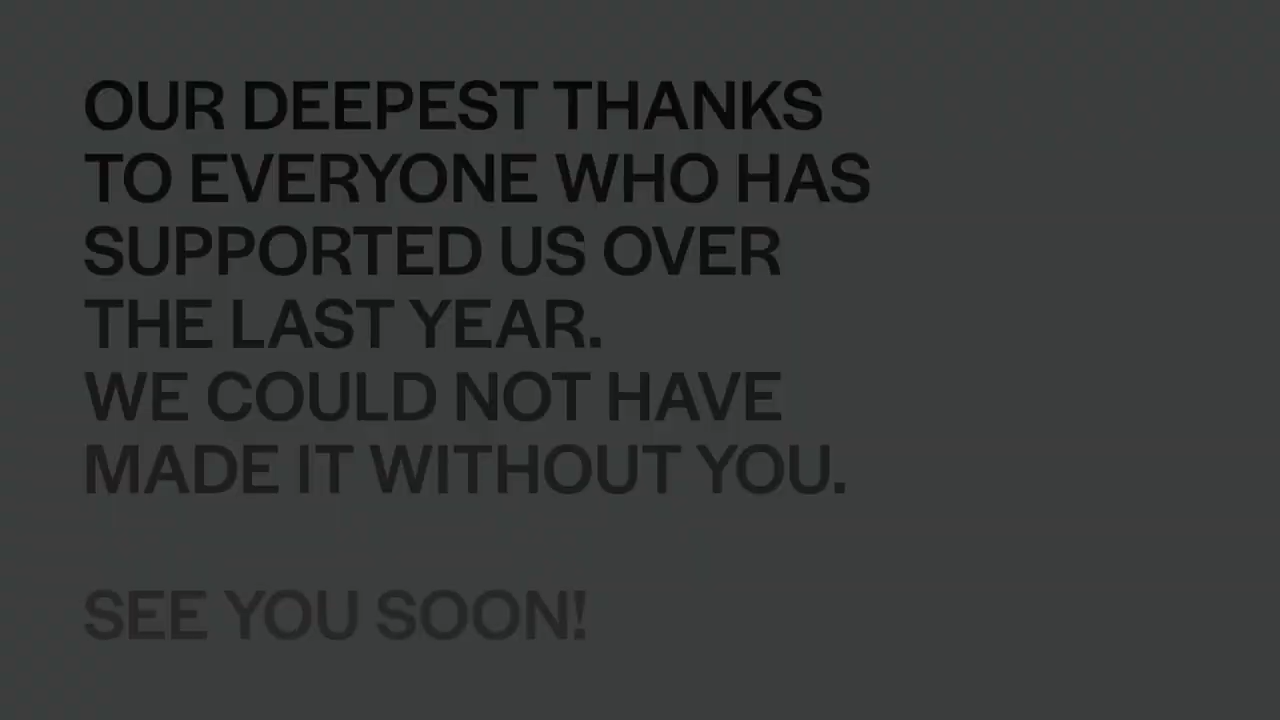 OUR DEEPEST THANKS
TO EVERYONE WHO HAS
SUPPORTED US OVER
THE LAST YEAR.
WE COULD NOT HAVE
MADE IT WITHOUT YOU.
SEE YOU SOON!